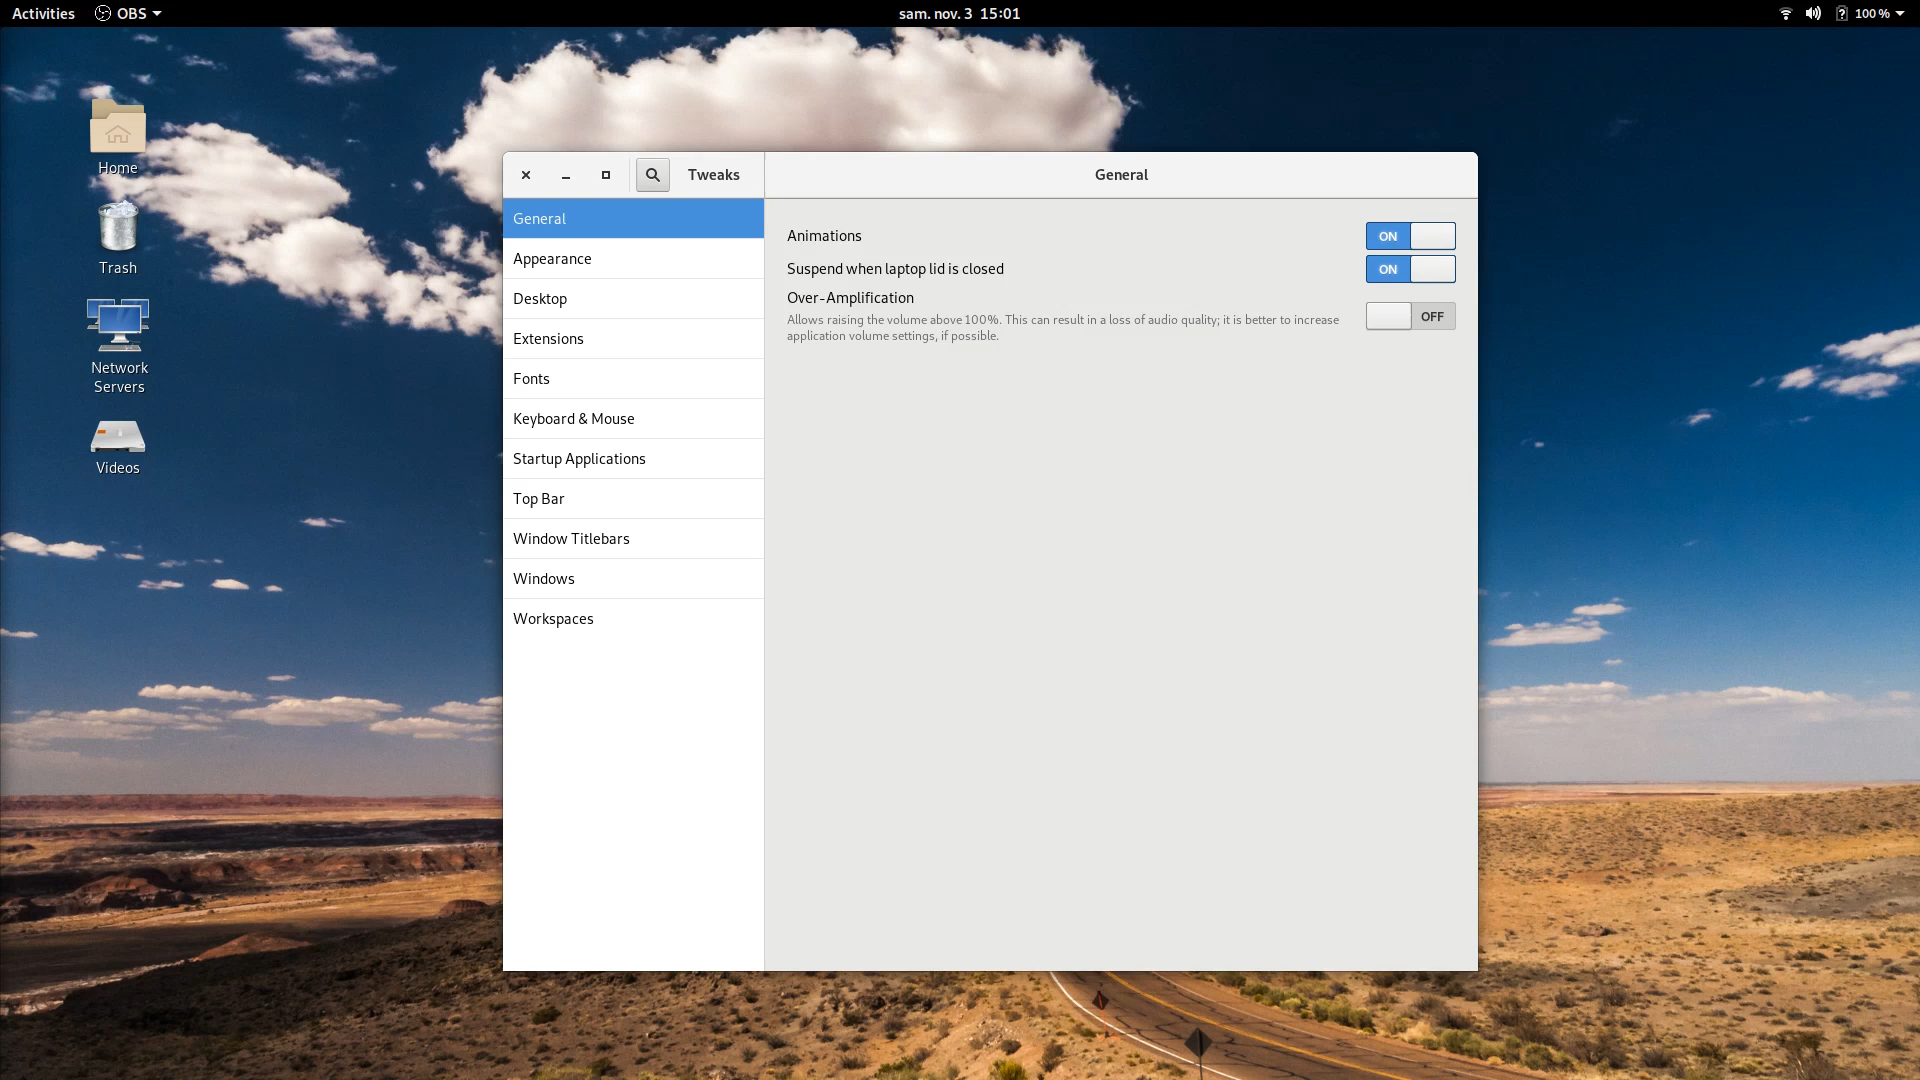 Activities OBS sam. nov. 3 15:01 100 %
Home
Trash
Network
Servers
Videos
Tweaks
General
General
Appearance
Desktop
Extensions
Fonts
Keyboard & Mouse
Startup Applications
Top Bar
Window Titlebars
Windows
Workspaces
Animations ON
Suspend when laptop lid is closed ON
Over-Amplification
Allows raising the volume above 100%. This can result in a loss of audio quality; it is better to increase
application volume settings, if possible.
OFF